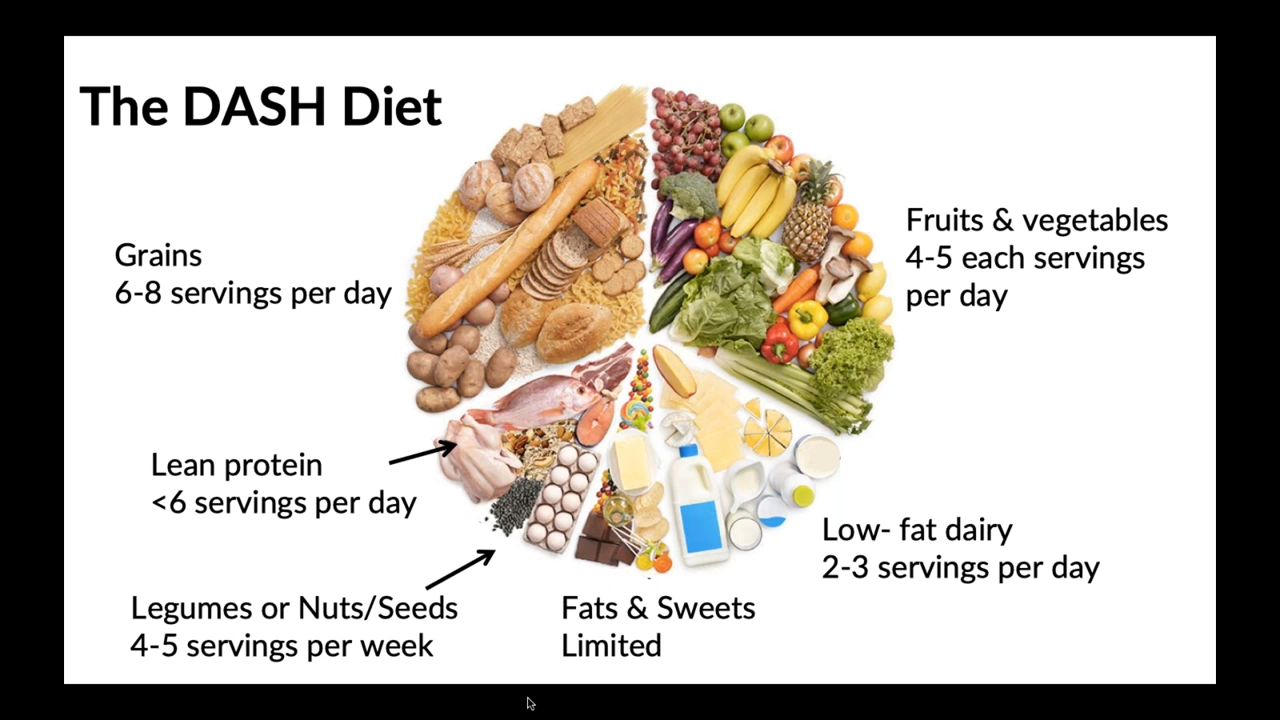 The DASH Diet
Grains
6-8 servings per day
Fruits & vegetables
4-5 each servings
per day
Lean protein
<6 servings per day
Low- fat dairy
2-3 servings per day
Legumes or Nuts/Seeds
4-5 servings per week
Fats & Sweets
Limited